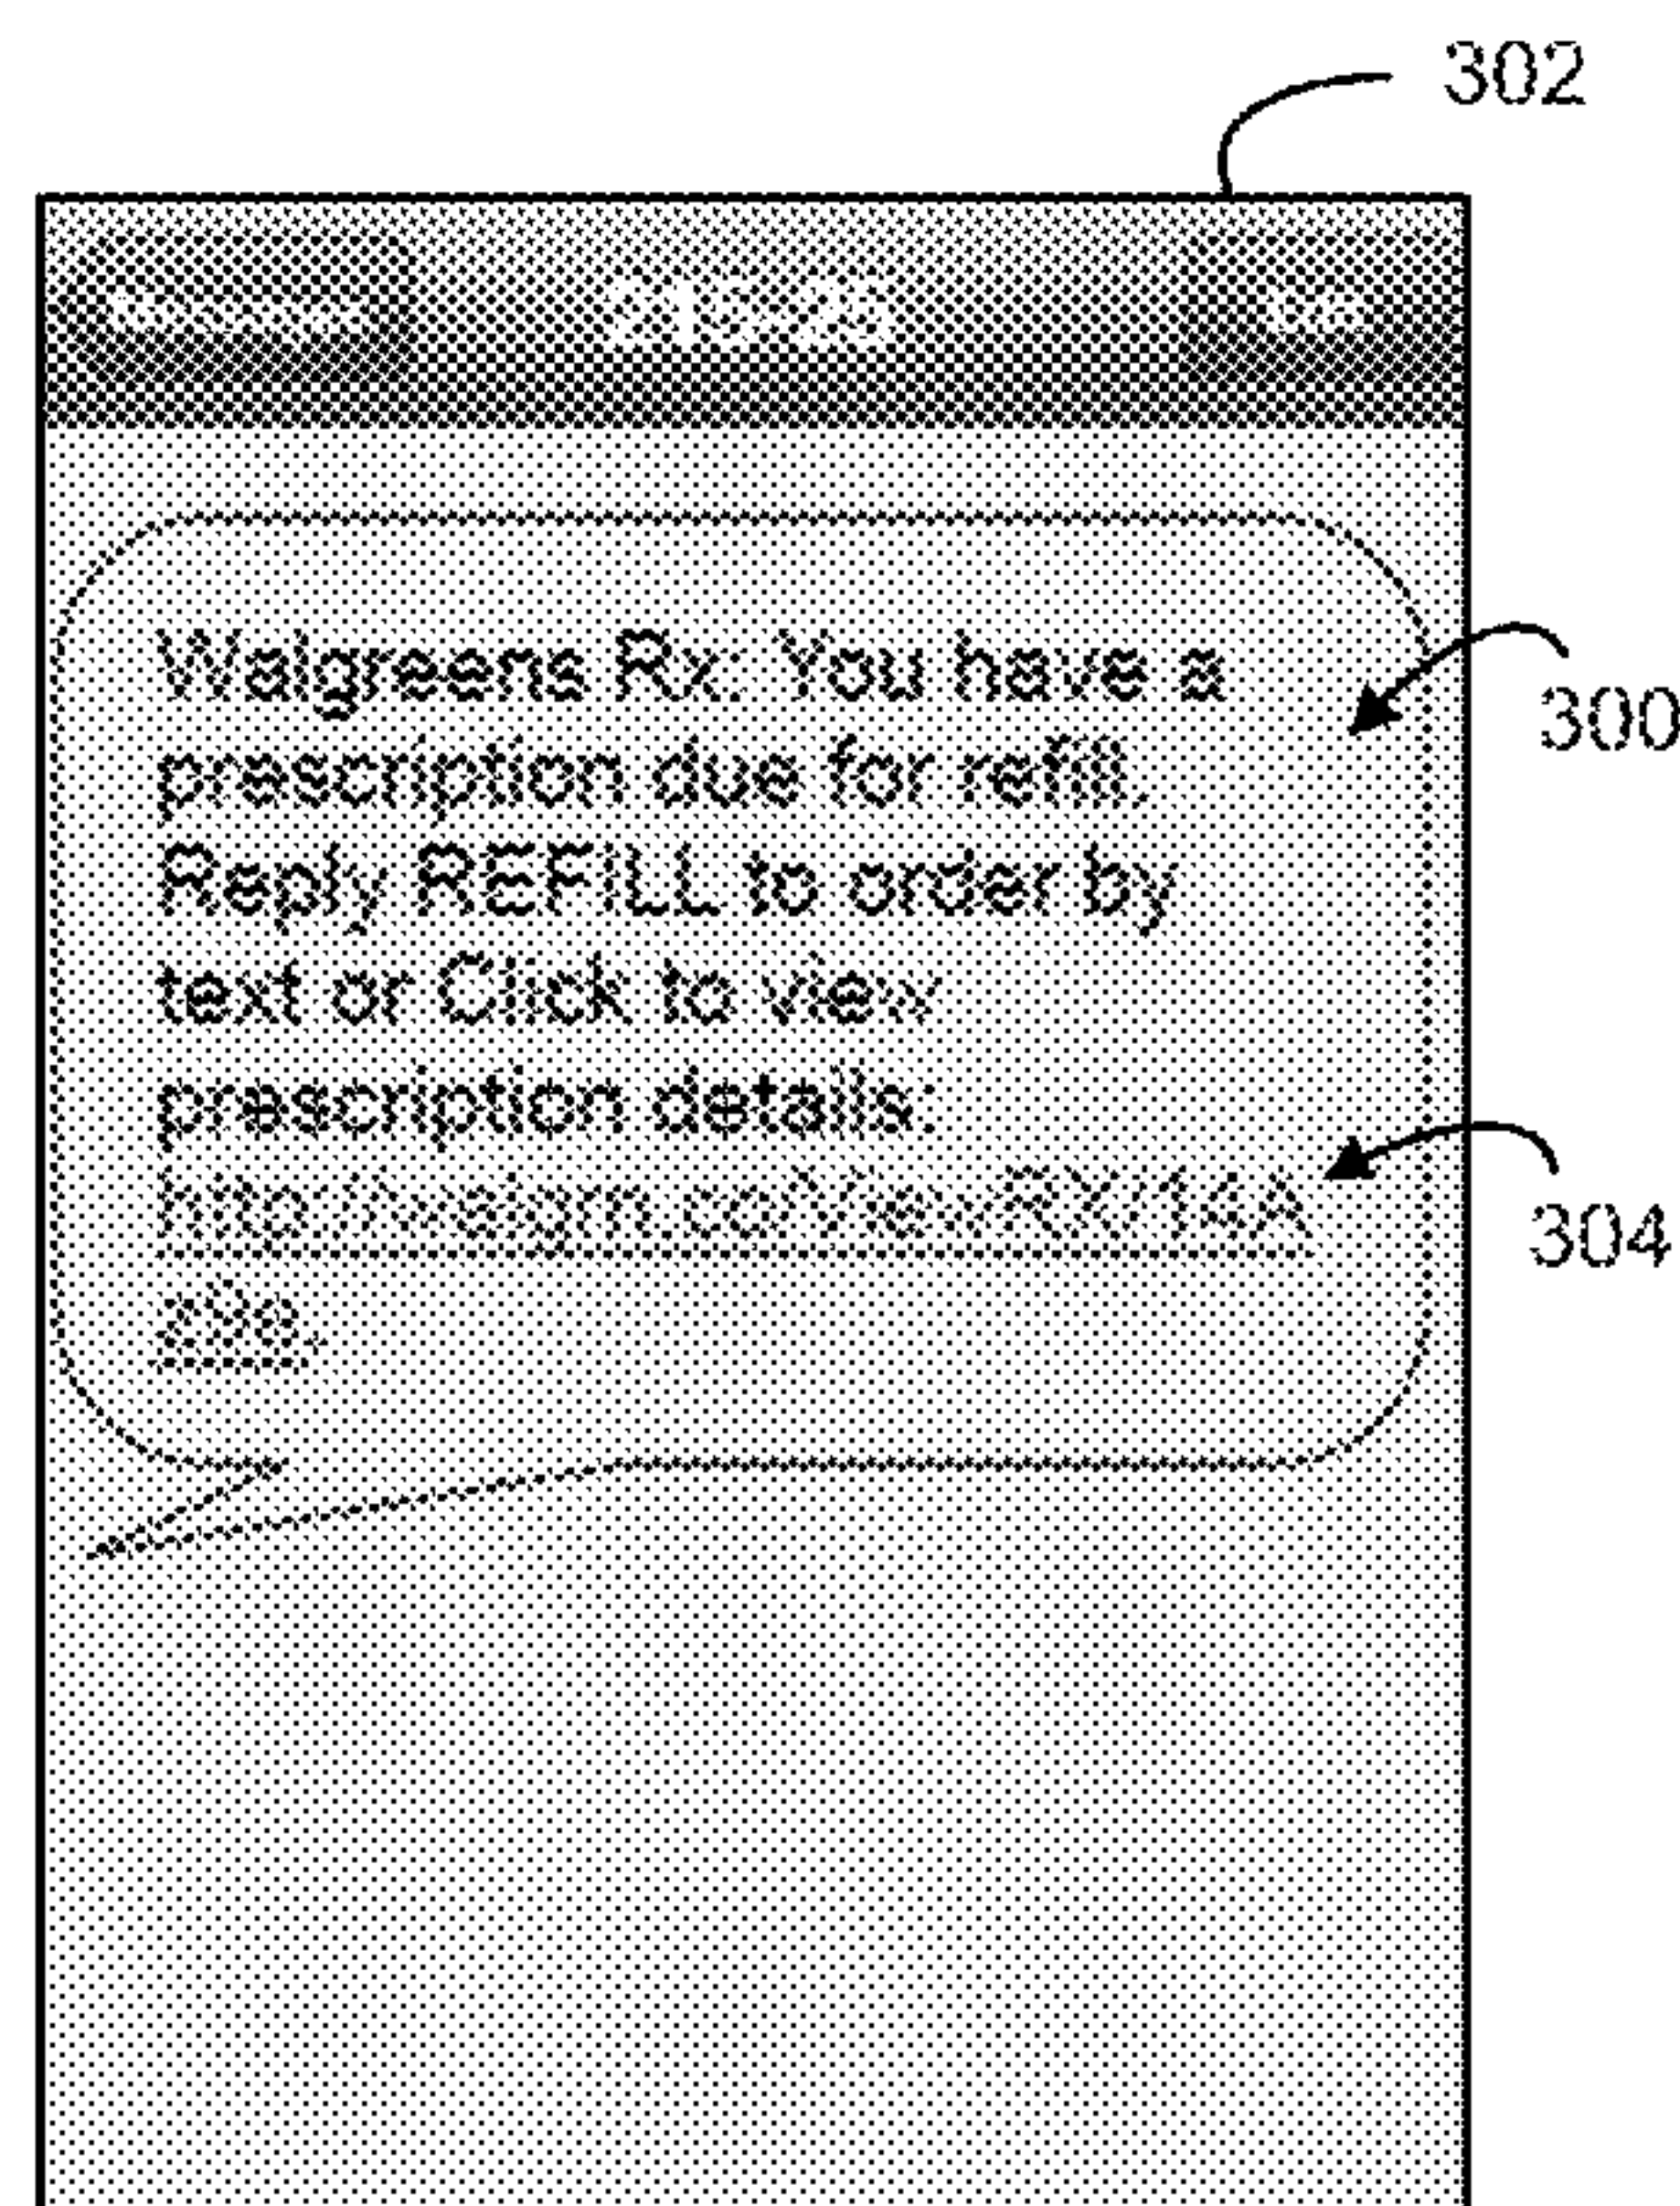 302
Walgreens Rx: You have a
300
prescription due for refill.
Reply REFILL to order by
text or Click to view
prescription details:
304